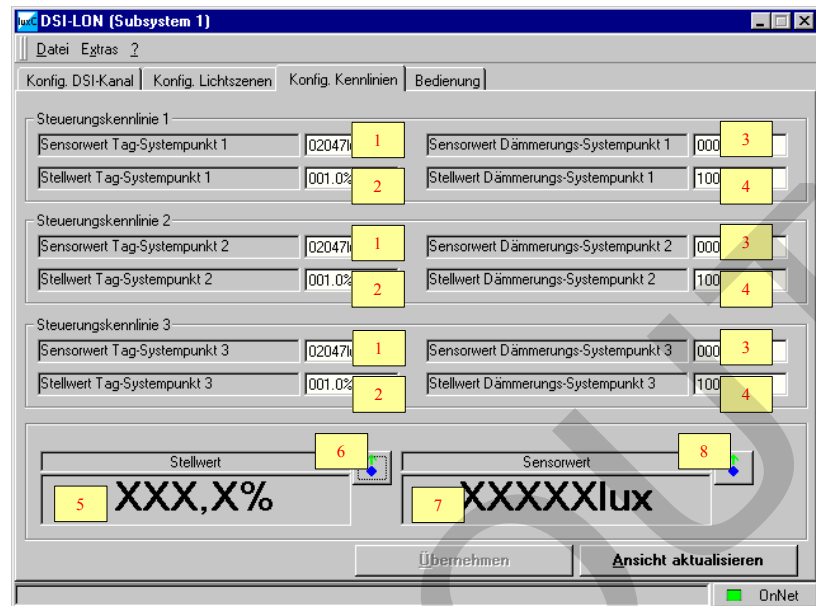 luxC DSI-LON (Subsystem 1)
Datei Extras ?
Konfig. DSI-Kanal Konfig. Lichtszenen Konfig. Kennlinien Bedienung
Steuerungskennlinie 1
Sensorwert Tag-Systempunkt 1 02047l 1 Sensorwert Dämmerungs-Systempunkt 1 000 3
Stellwert Tag-Systempunkt 1 001.0% 2 Stellwert Dämmerungs-Systempunkt 1 100 4
Steuerungskennlinie 2
Sensorwert Tag-Systempunkt 2 02047l 1 Sensorwert Dämmerungs-Systempunkt 2 000 3
Stellwert Tag-Systempunkt 2 001.0% 2 Stellwert Dämmerungs-Systempunkt 2 100 4
Steuerungskennlinie 3
Sensorwert Tag-Systempunkt 3 02047l 1 Sensorwert Dämmerungs-Systempunkt 3 000 3
Stellwert Tag-Systempunkt 3 001.0% 2 Stellwert Dämmerungs-Systempunkt 3 100 4
Stellwert 6 Sensorwert 8
5 XXX,X% 7 XXXXXlux
Übernehmen Ansicht aktualisieren
OnNet